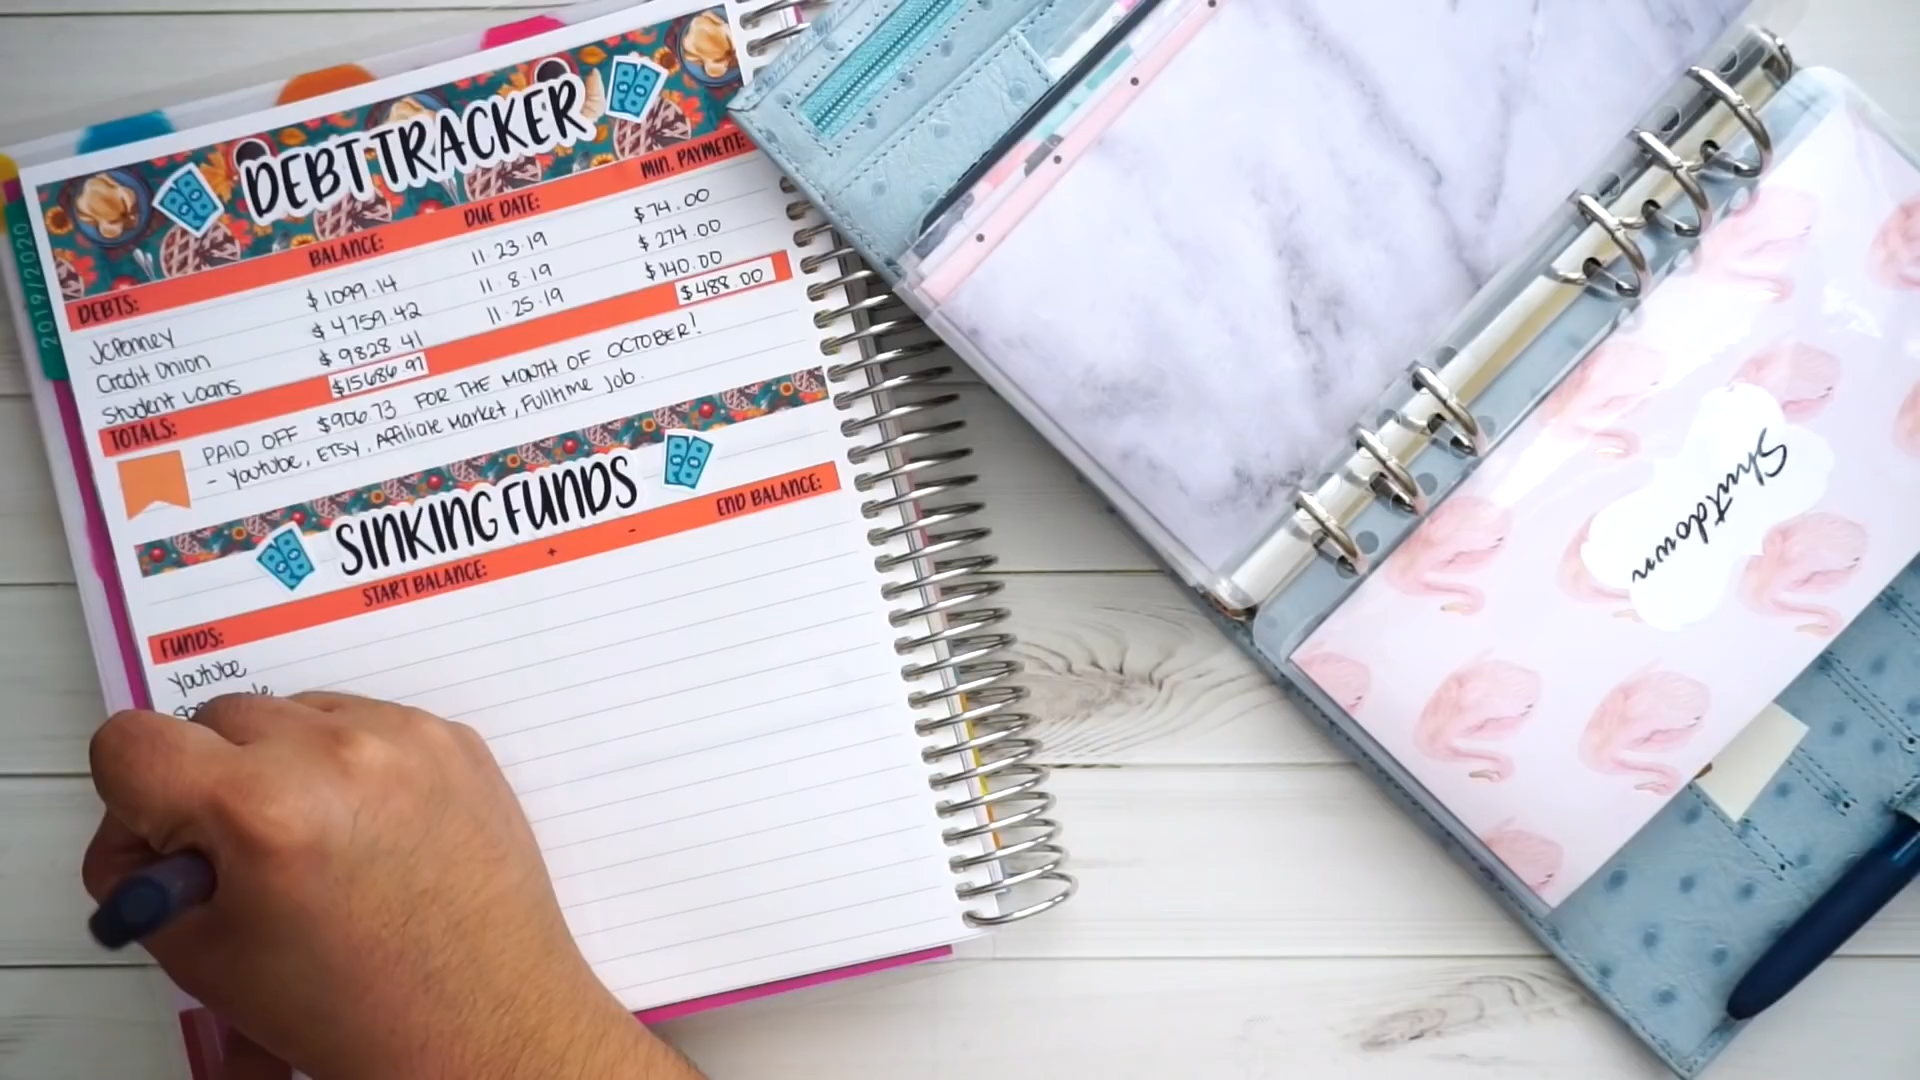 2019/2020
DEBT TRACKER
DEBTS: BALANCE: DUE DATE: MIN. PAYMENT:
JCPenney $1099.14 11.23.19 $74.00
Credit Union $4759.42 11.8.19 $274.00
Student Loans $9828.41 11.25.19 $140.00
TOTALS: $15686.97 $488.00
PAID OFF $906.73 FOR THE MONTH OF OCTOBER!
- Youtube, ETSY, Affiliate Market, Fulltime job.
SINKING FUNDS
FUNDS: START BALANCE: + - END BALANCE:
Youtube
Shutdown